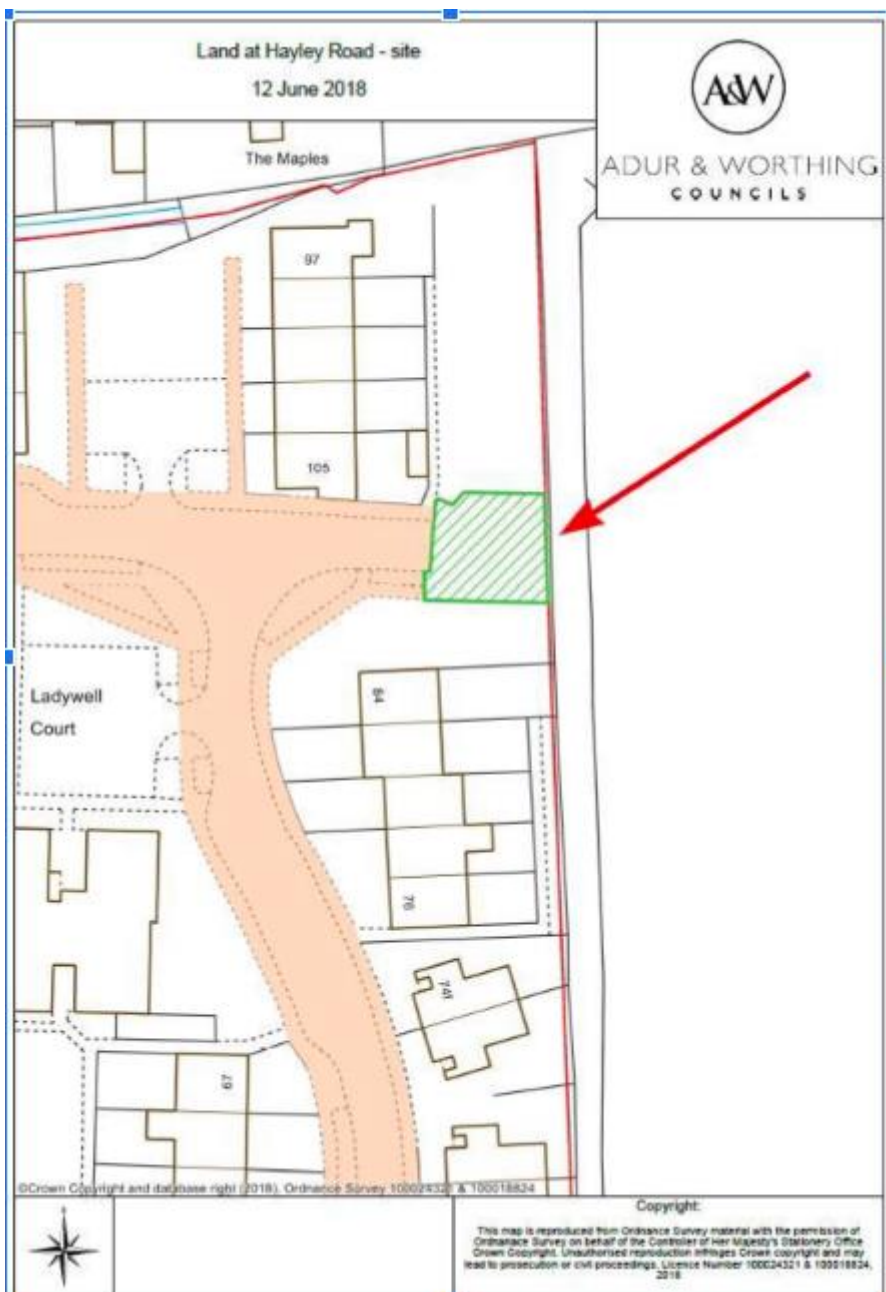 Land at Hayley Road - site
12 June 2018
A&W
ADUR & WORTHING
COUNCILS
The Maples
97
105
Ladywell
Court
84
76
74f
67
©Crown Copyright and database right (2018). Ordnance Survey 100024321 & 100018824
Copyright:
This map is reproduced from Ordnance Survey material with the permission of
Ordnance Survey on behalf of the Controller of Her Majesty's Stationery Office
Crown Copyright. Unauthorised reproduction infringes Crown copyright and may
lead to prosecution or civil proceedings. Licence Number 100024321 & 100018824,
2018